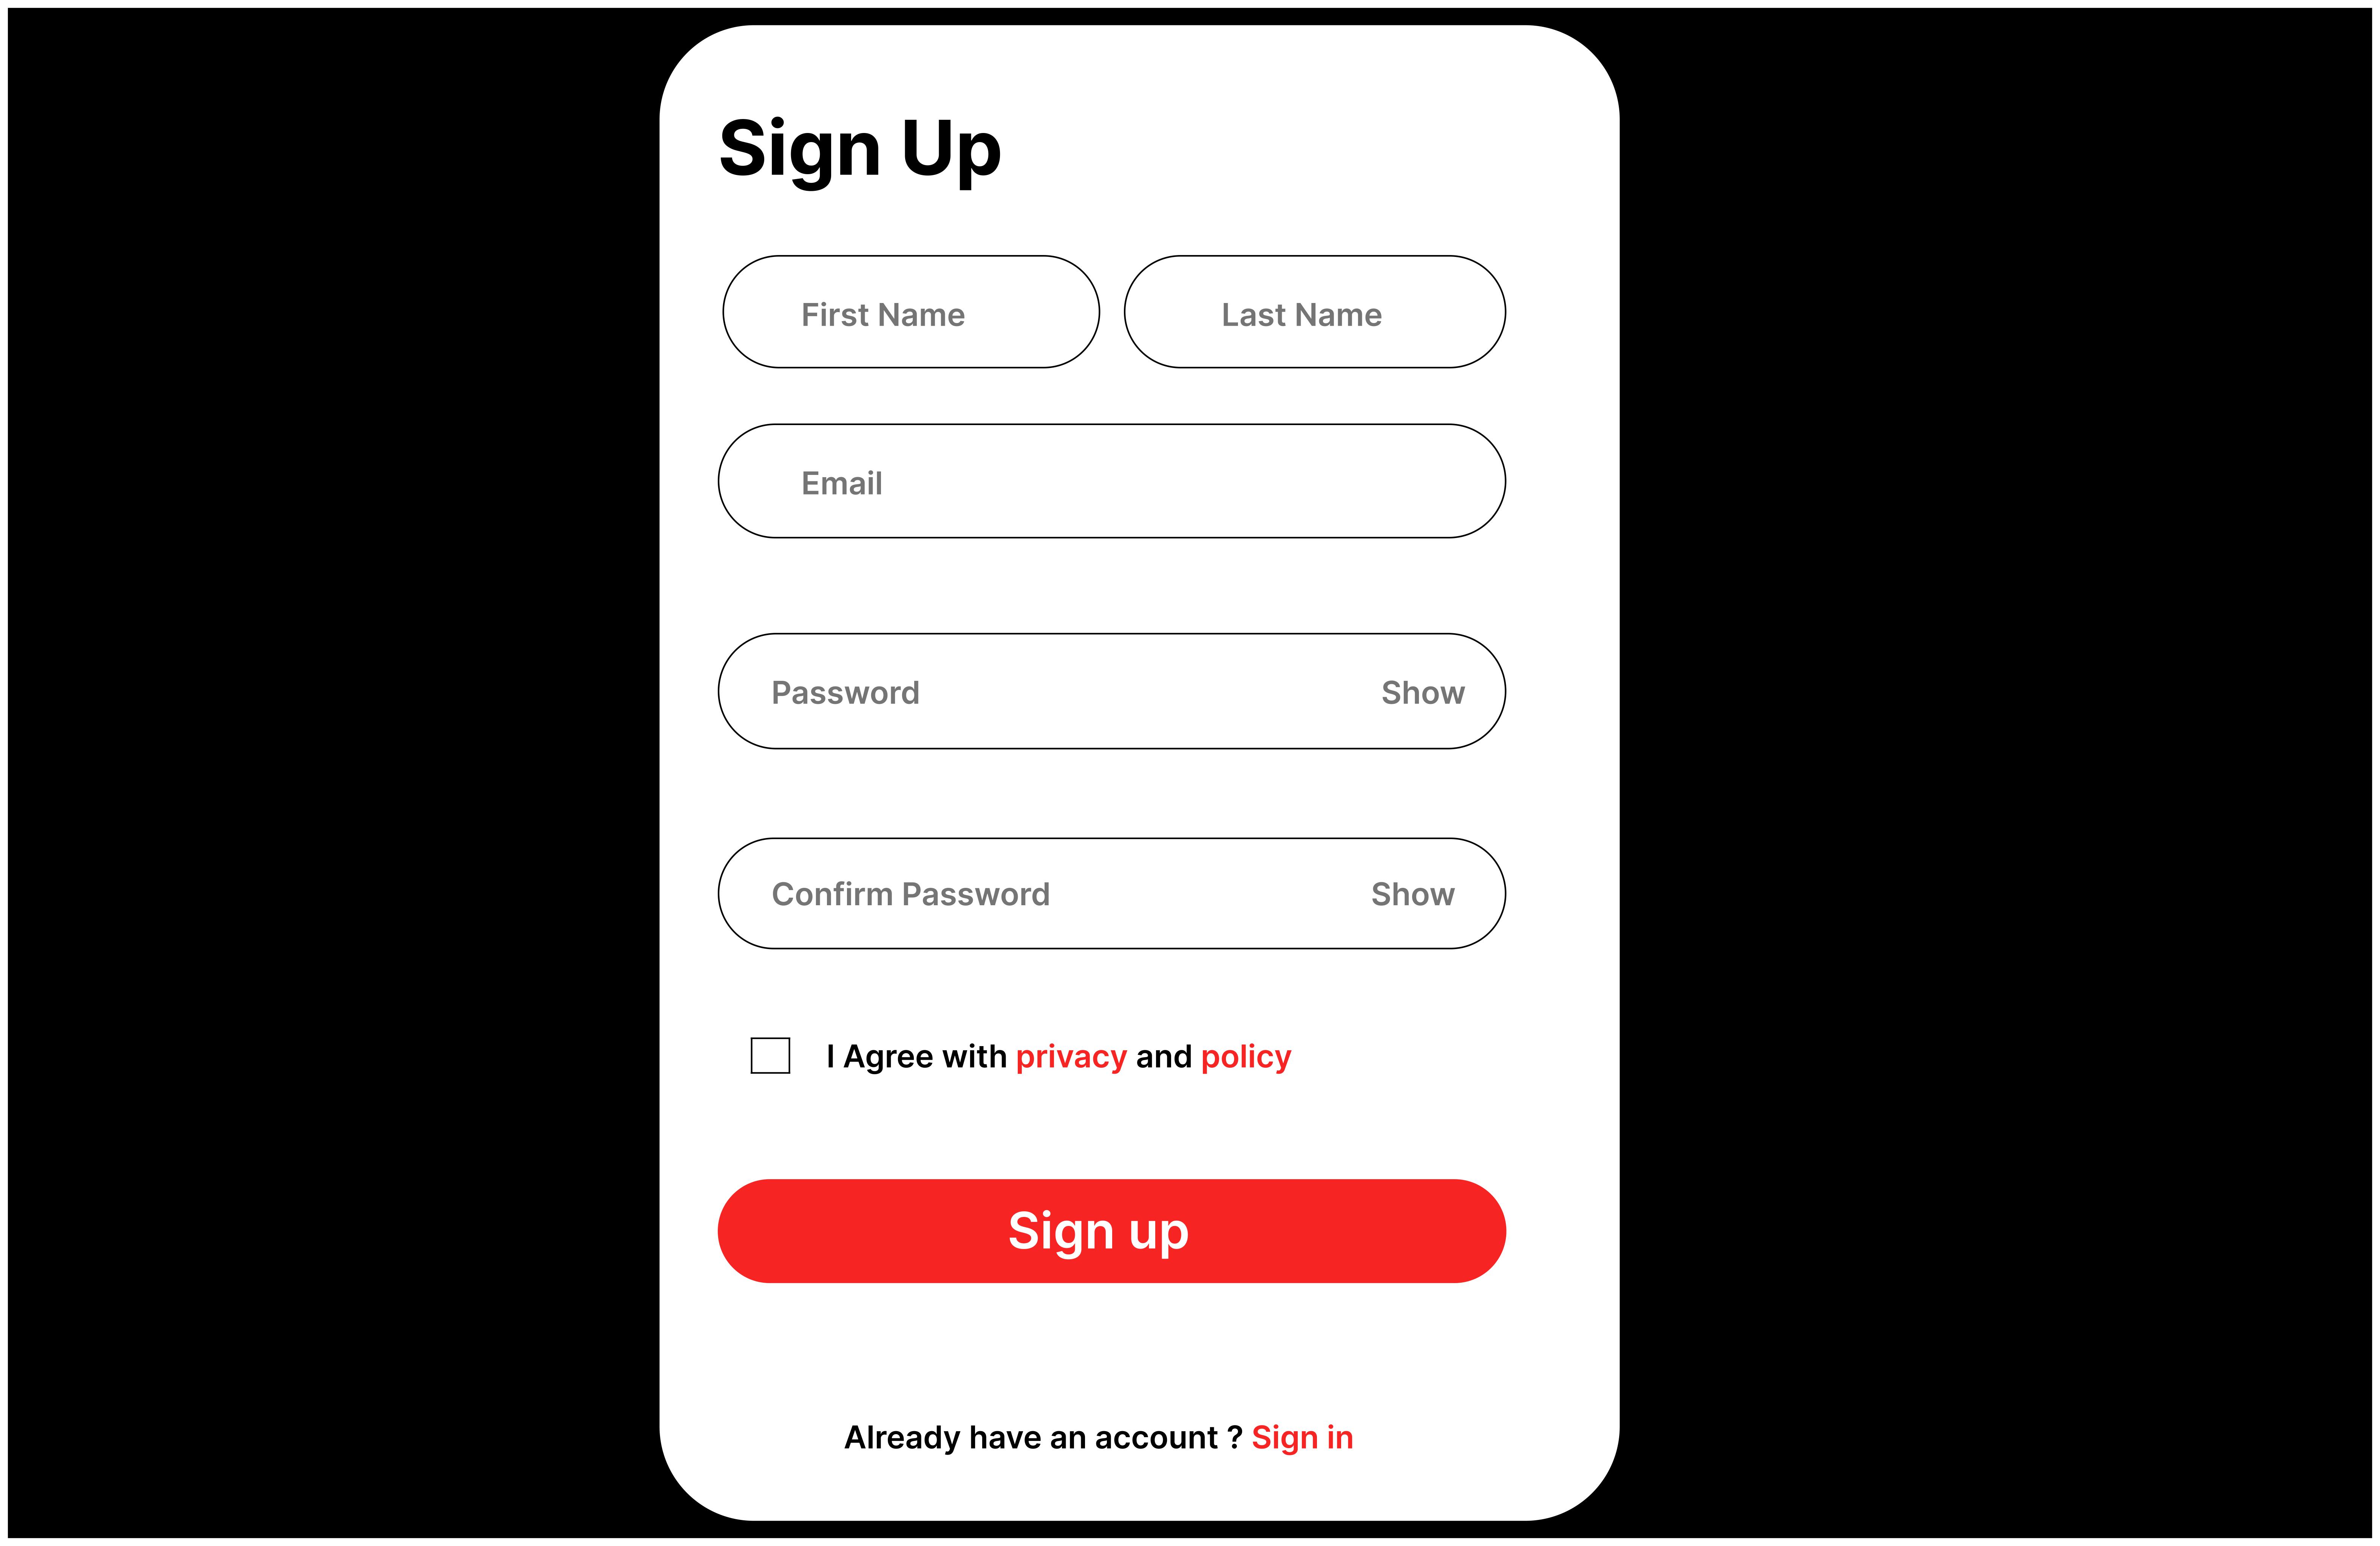 Sign Up
First Name Last Name
Email
Password Show
Confirm Password Show
I Agree with privacy and policy
Sign up
Already have an account ? Sign in